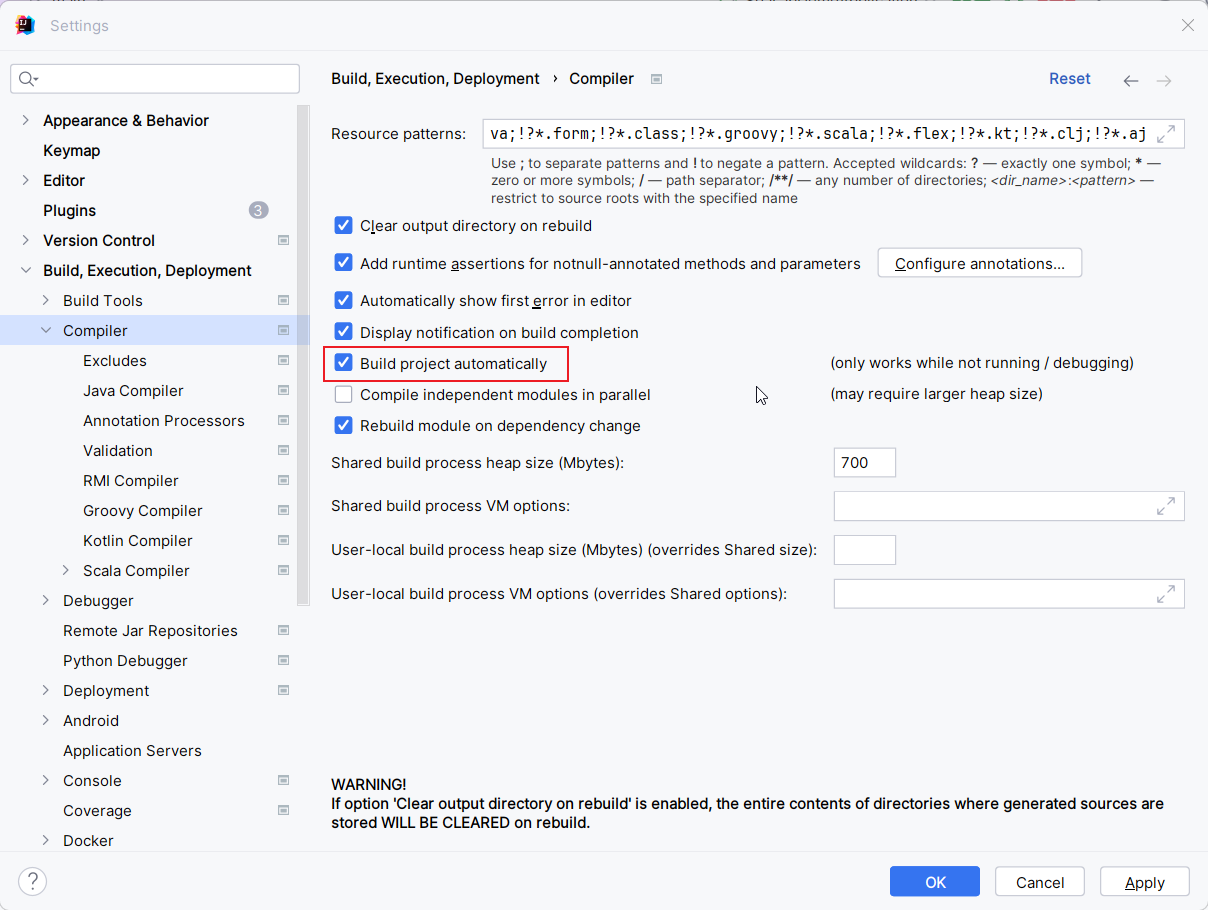 Settings
Build, Execution, Deployment › Compiler
Reset
Appearance & Behavior
Keymap
Editor
Plugins 3
Version Control
Build, Execution, Deployment
Build Tools
Compiler
Excludes
Java Compiler
Annotation Processors
Validation
RMI Compiler
Groovy Compiler
Kotlin Compiler
Scala Compiler
Debugger
Remote Jar Repositories
Python Debugger
Deployment
Android
Application Servers
Console
Coverage
Docker
Resource patterns: va;!?*.form;!?*.class;!?*.groovy;!?*.scala;!?*.flex;!?*.kt;!?*.clj;!?*.aj
Use ; to separate patterns and ! to negate a pattern. Accepted wildcards: ? — exactly one symbol; * —
zero or more symbols; / — path separator; /**/ — any number of directories; <dir_name>:<pattern> —
restrict to source roots with the specified name
Clear output directory on rebuild
Add runtime assertions for notnull-annotated methods and parameters Configure annotations...
Automatically show first error in editor
Display notification on build completion
Build project automatically (only works while not running / debugging)
Compile independent modules in parallel (may require larger heap size)
Rebuild module on dependency change
Shared build process heap size (Mbytes): 700
Shared build process VM options:
User-local build process heap size (Mbytes) (overrides Shared size):
User-local build process VM options (overrides Shared options):
WARNING!
If option 'Clear output directory on rebuild' is enabled, the entire contents of directories where generated sources are
stored WILL BE CLEARED on rebuild.
?
OK Cancel Apply